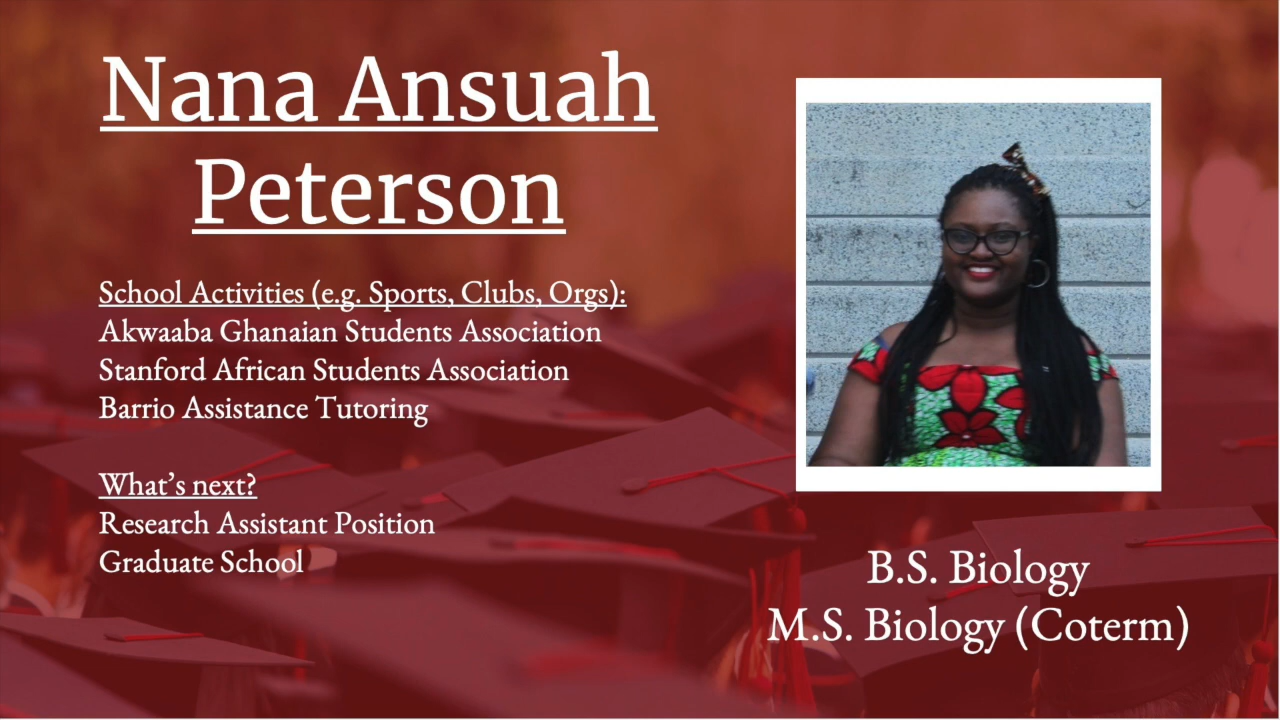 Nana Ansuah
Peterson
School Activities (e.g. Sports, Clubs, Orgs):
Akwaaba Ghanaian Students Association
Stanford African Students Association
Barrio Assistance Tutoring
What’s next?
Research Assistant Position
Graduate School
B.S. Biology
M.S. Biology (Coterm)